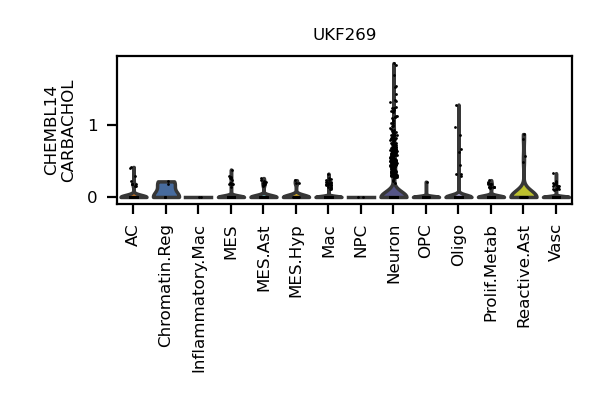 UKF269
CHEMBL14
CARBACHOL
1
0
AC
Chromatin.Reg
Inflammatory.Mac
MES
MES.Ast
MES.Hyp
Mac
NPC
Neuron
OPC
Oligo
Prolif.Metab
Reactive.Ast
Vasc